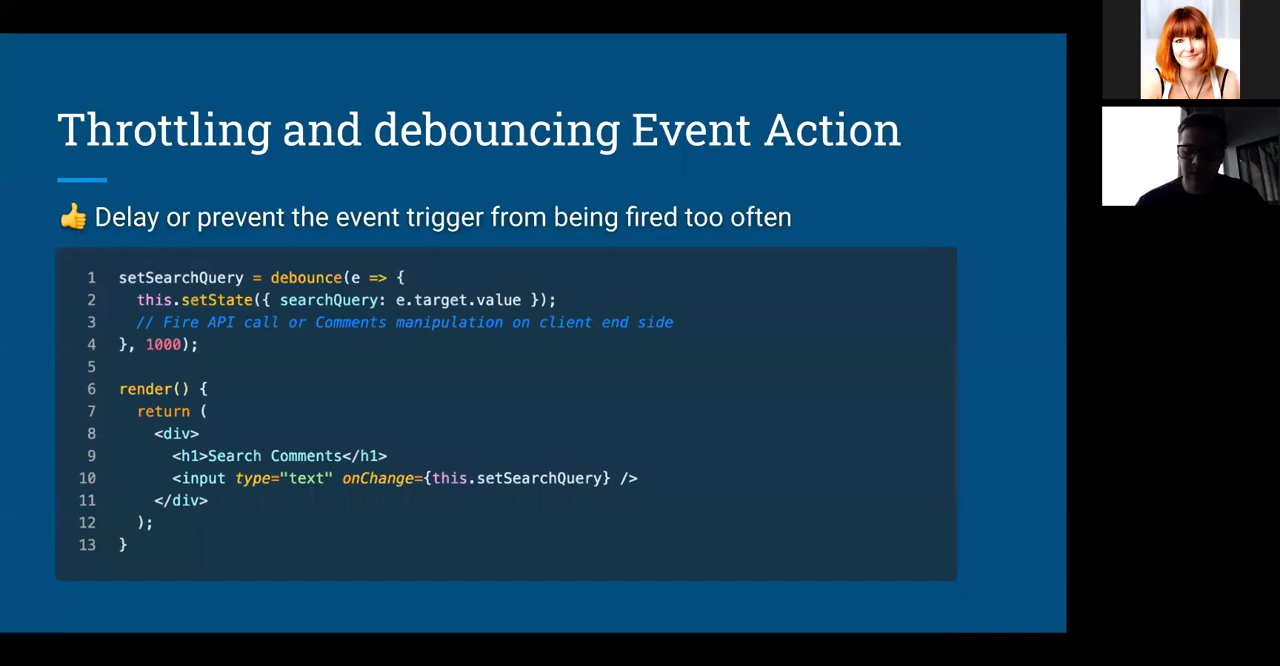 Throttling and debouncing Event Action
👍 Delay or prevent the event trigger from being fired too often
1 setSearchQuery = debounce(e => {
2   this.setState({ searchQuery: e.target.value });
3   // Fire API call or Comments manipulation on client end side
4 }, 1000);
5
6 render() {
7   return (
8     <div>
9       <h1>Search Comments</h1>
10       <input type="text" onChange={this.setSearchQuery} />
11     </div>
12   );
13 }